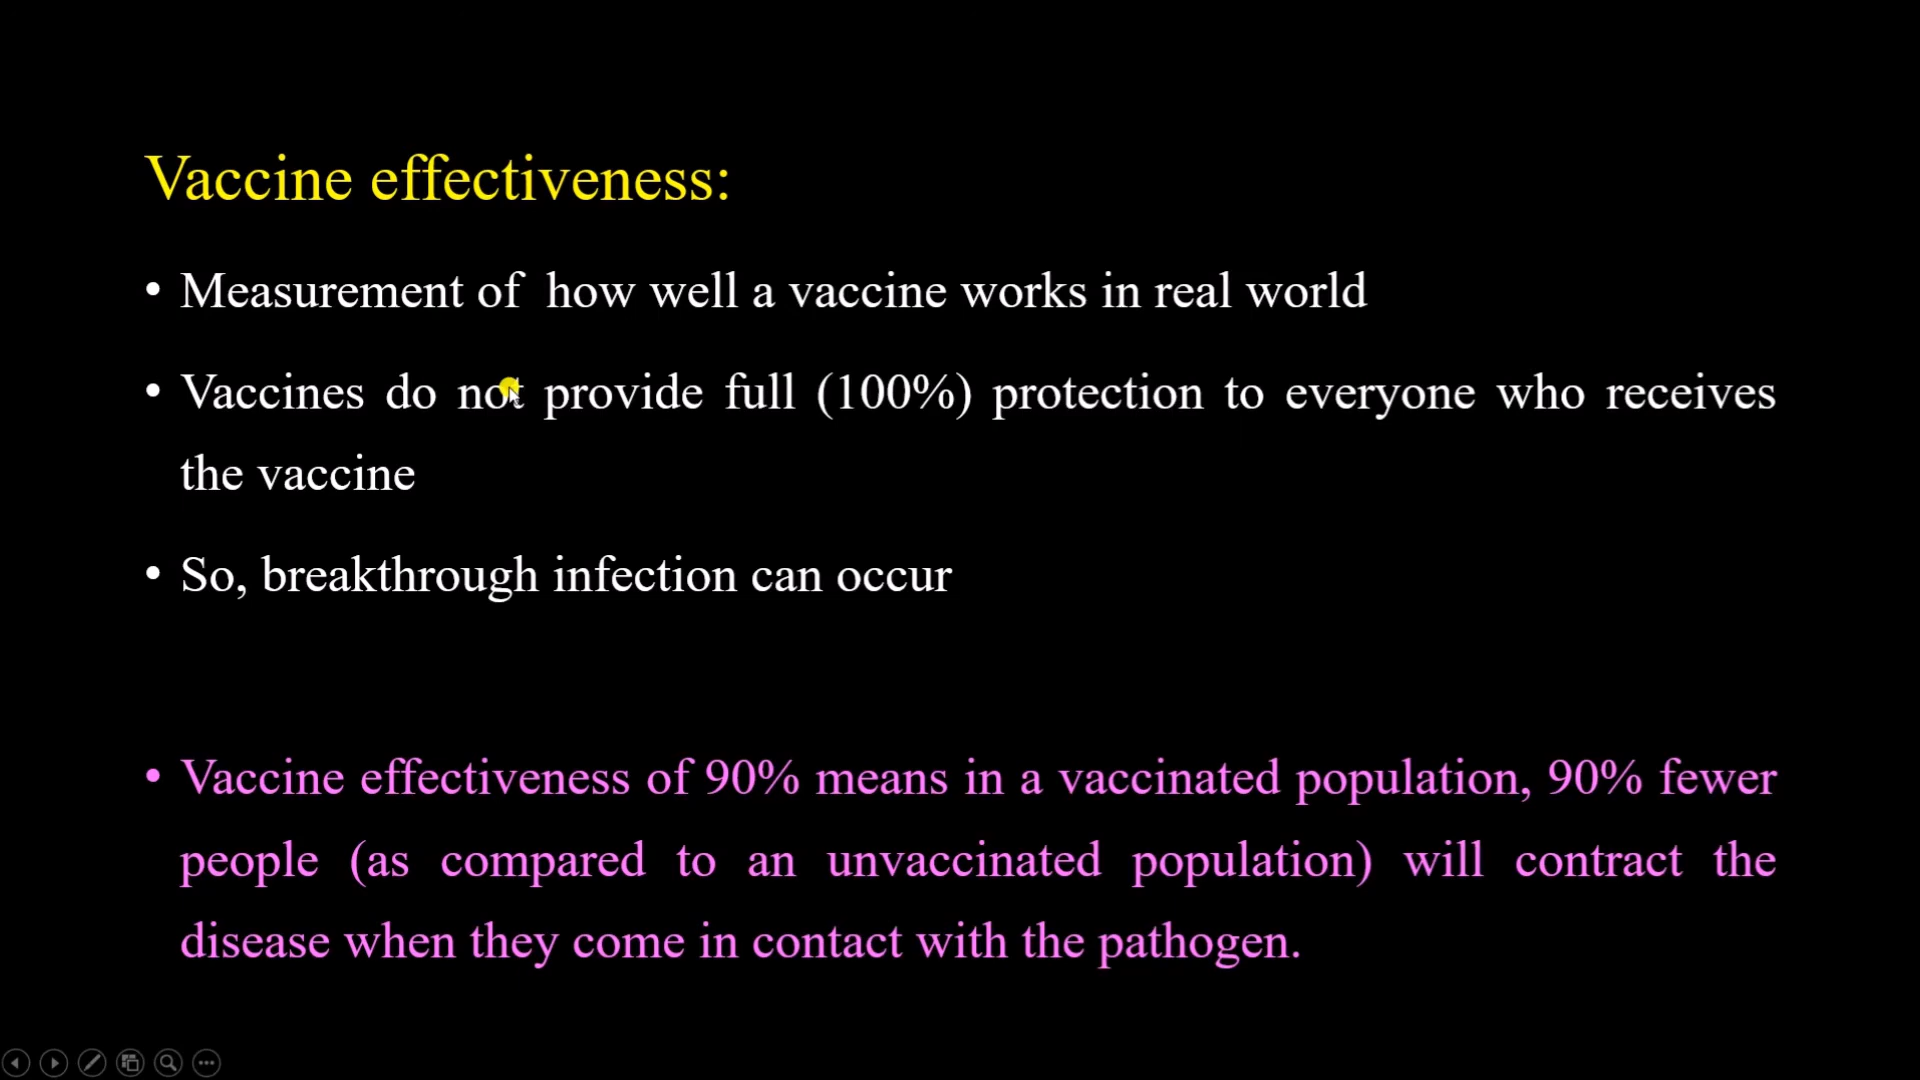 Vaccine effectiveness:
• Measurement of how well a vaccine works in real world
• Vaccines do not provide full (100%) protection to everyone who receives
the vaccine
• So, breakthrough infection can occur
• Vaccine effectiveness of 90% means in a vaccinated population, 90% fewer
people (as compared to an unvaccinated population) will contract the
disease when they come in contact with the pathogen.